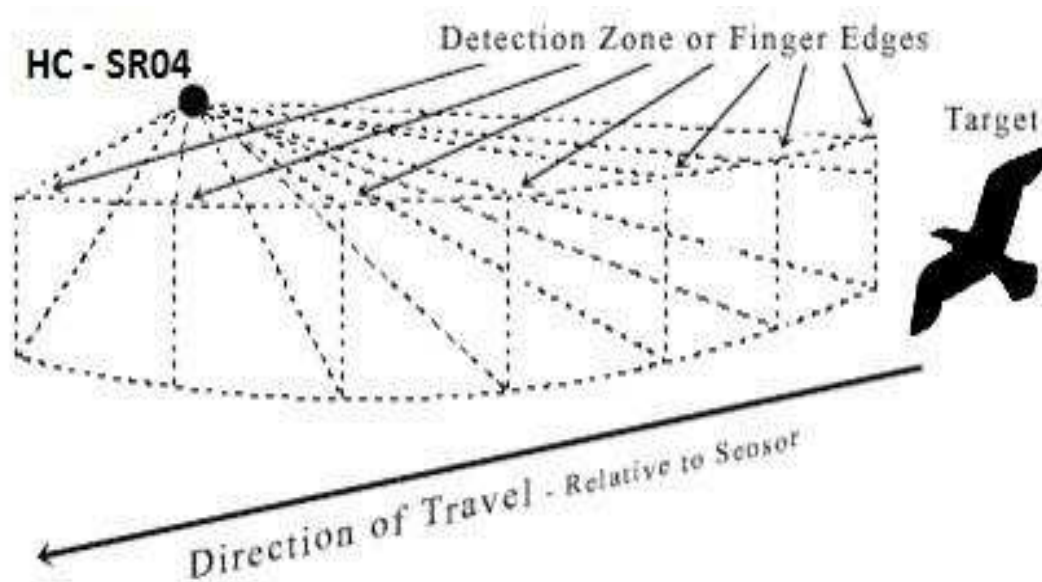 Detection Zone or Finger Edges
HC - SR04
Target
Direction of Travel - Relative to Sensor